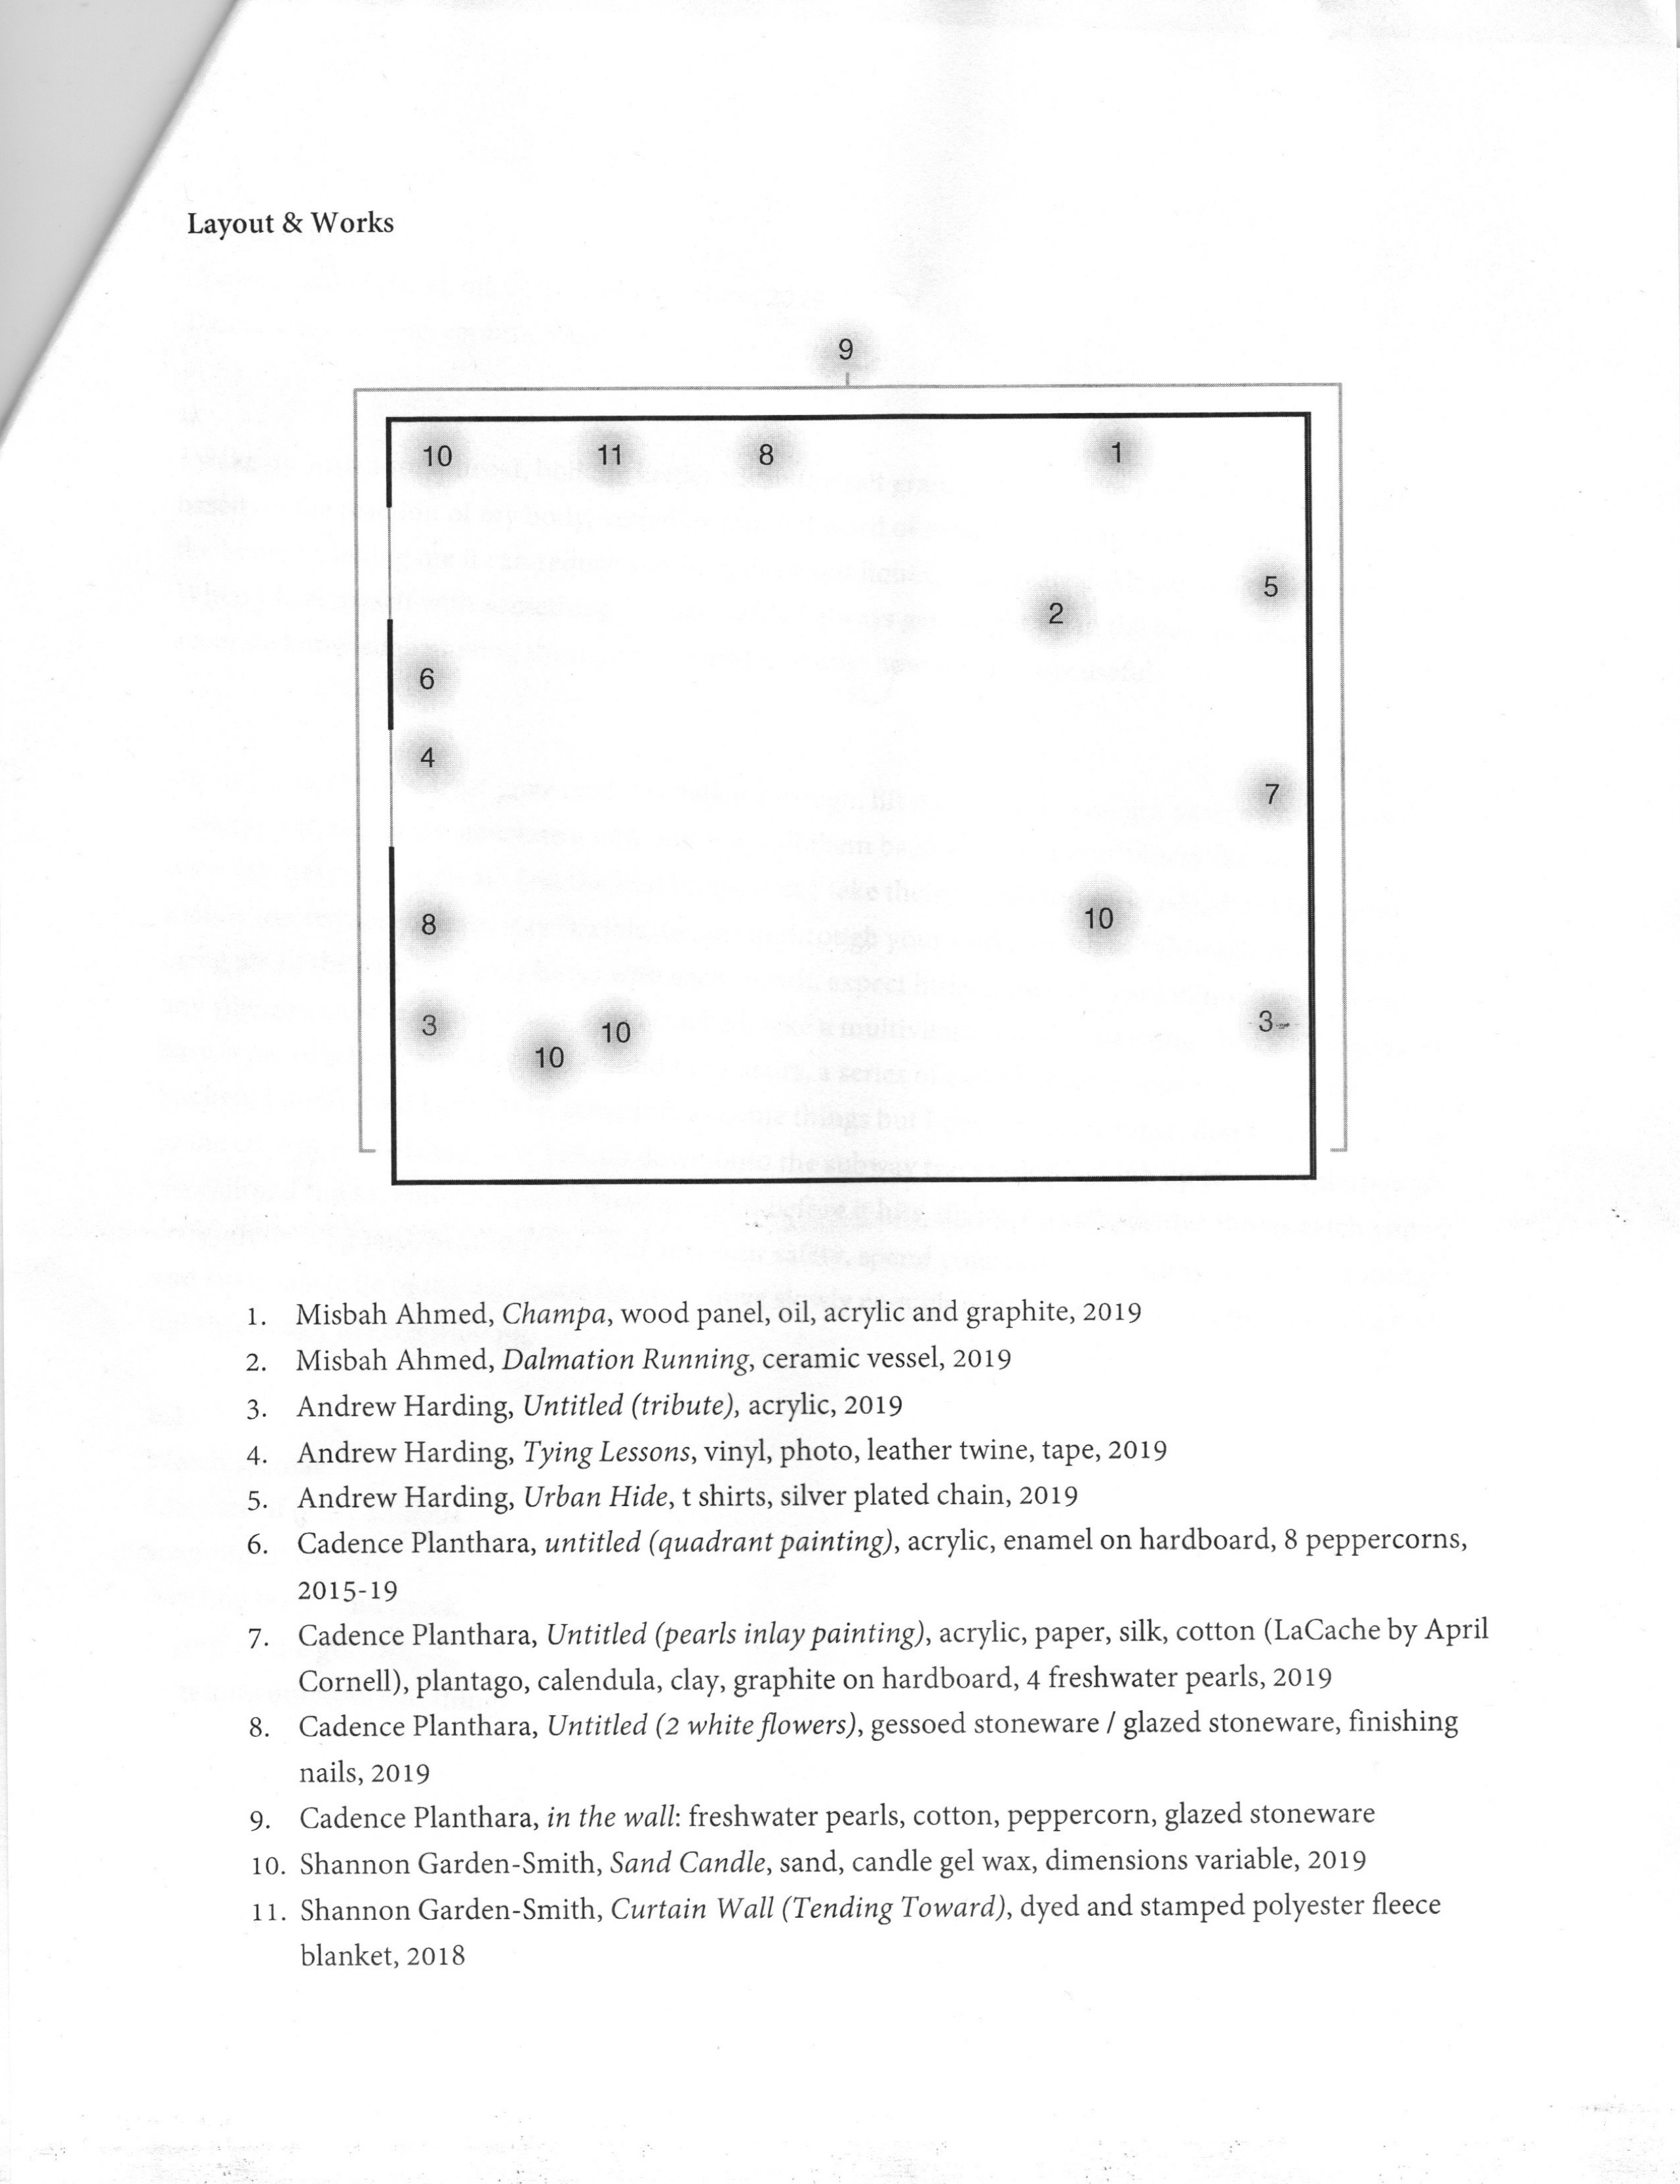 Layout & Works
9
10 11 8 1
5
2
6
4
7
8 10
3 10 3
10
1. Misbah Ahmed, Champa, wood panel, oil, acrylic and graphite, 2019
2. Misbah Ahmed, Dalmation Running, ceramic vessel, 2019
3. Andrew Harding, Untitled (tribute), acrylic, 2019
4. Andrew Harding, Tying Lessons, vinyl, photo, leather twine, tape, 2019
5. Andrew Harding, Urban Hide, t shirts, silver plated chain, 2019
6. Cadence Planthara, untitled (quadrant painting), acrylic, enamel on hardboard, 8 peppercorns,
2015-19
7. Cadence Planthara, Untitled (pearls inlay painting), acrylic, paper, silk, cotton (LaCache by April
Cornell), plantago, calendula, clay, graphite on hardboard, 4 freshwater pearls, 2019
8. Cadence Planthara, Untitled (2 white flowers), gessoed stoneware / glazed stoneware, finishing
nails, 2019
9. Cadence Planthara, in the wall: freshwater pearls, cotton, peppercorn, glazed stoneware
10. Shannon Garden-Smith, Sand Candle, sand, candle gel wax, dimensions variable, 2019
11. Shannon Garden-Smith, Curtain Wall (Tending Toward), dyed and stamped polyester fleece
blanket, 2018